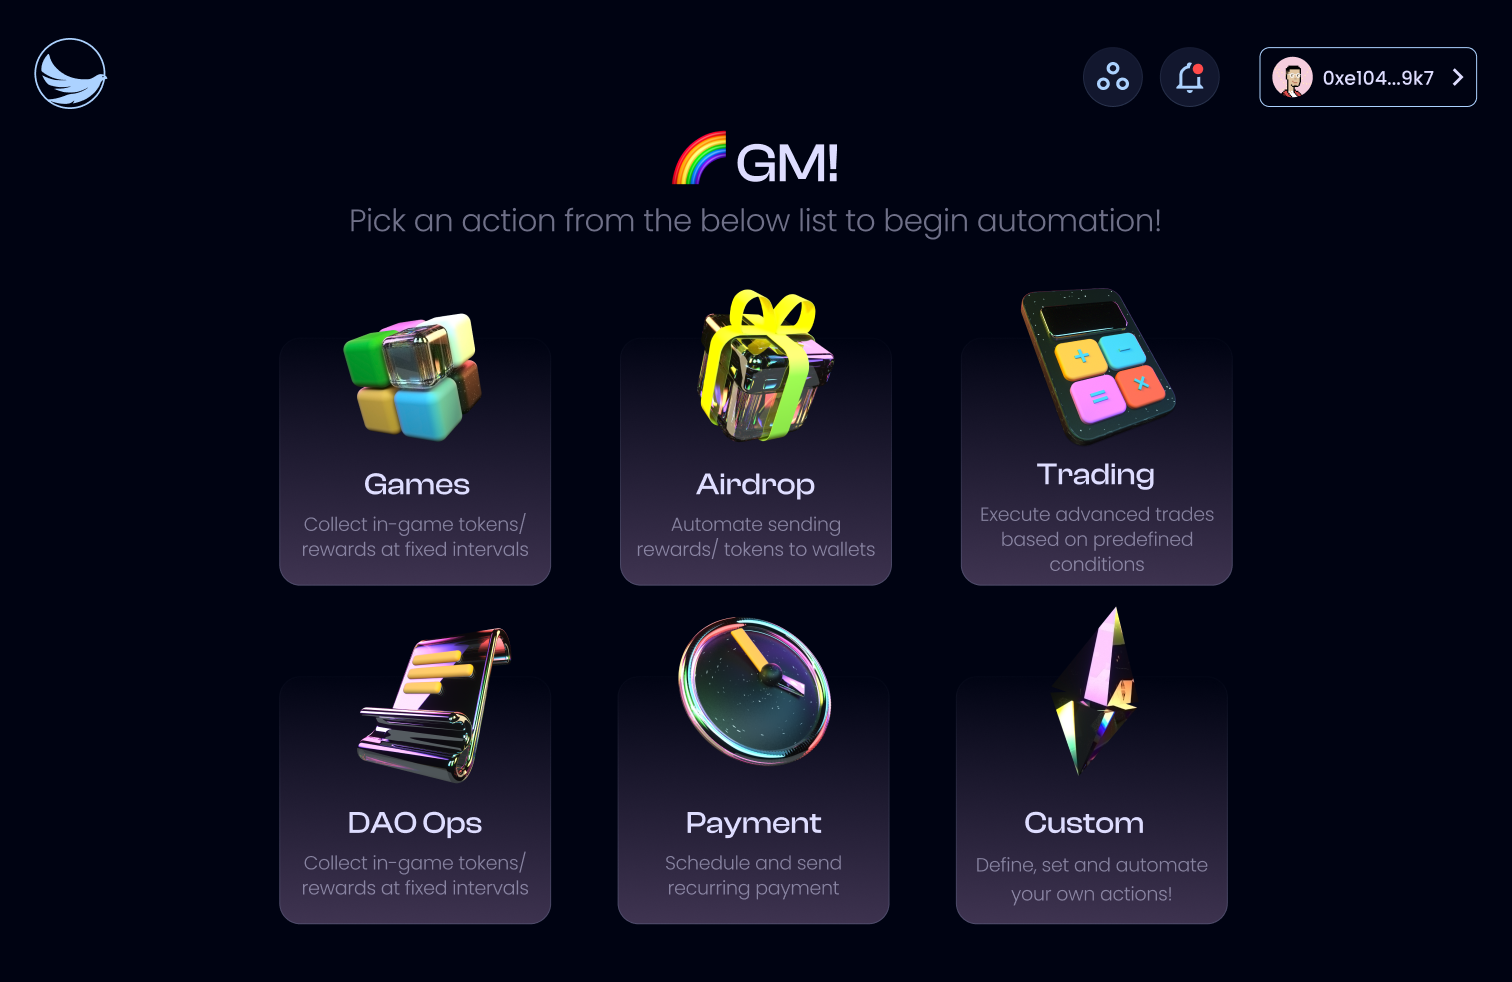 0xe104...9k7
🌈 GM!
Pick an action from the below list to begin automation!
Games
Collect in-game tokens/
rewards at fixed intervals
Airdrop
Automate sending
rewards/ tokens to wallets
Trading
Execute advanced trades
based on predefined
conditions
DAO Ops
Collect in-game tokens/
rewards at fixed intervals
Payment
Schedule and send
recurring payment
Custom
Define, set and automate
your own actions!